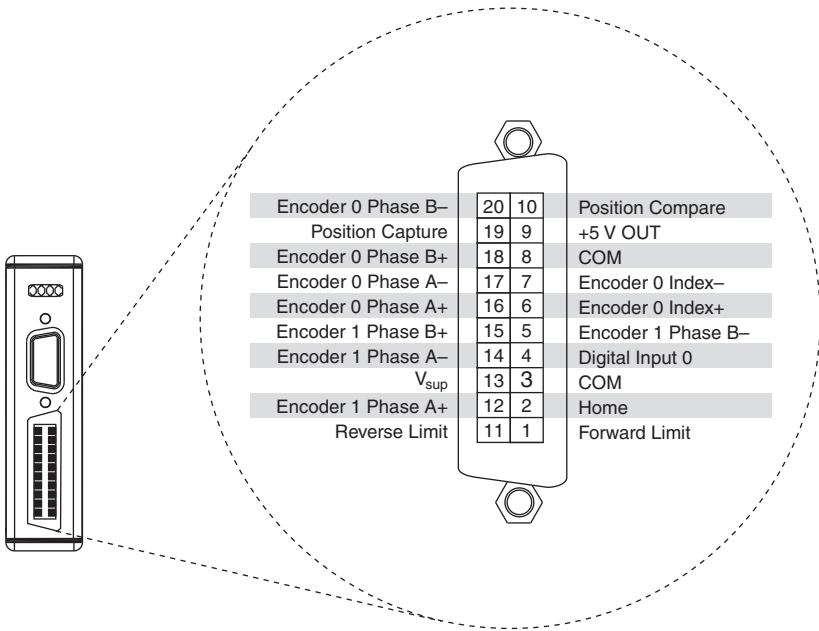 Encoder 0 Phase B– 20 10 Position Compare
Position Capture 19 9 +5 V OUT
Encoder 0 Phase B+ 18 8 COM
Encoder 0 Phase A– 17 7 Encoder 0 Index–
Encoder 0 Phase A+ 16 6 Encoder 0 Index+
Encoder 1 Phase B+ 15 5 Encoder 1 Phase B–
Encoder 1 Phase A– 14 4 Digital Input 0
Vsup 13 3 COM
Encoder 1 Phase A+ 12 2 Home
Reverse Limit 11 1 Forward Limit